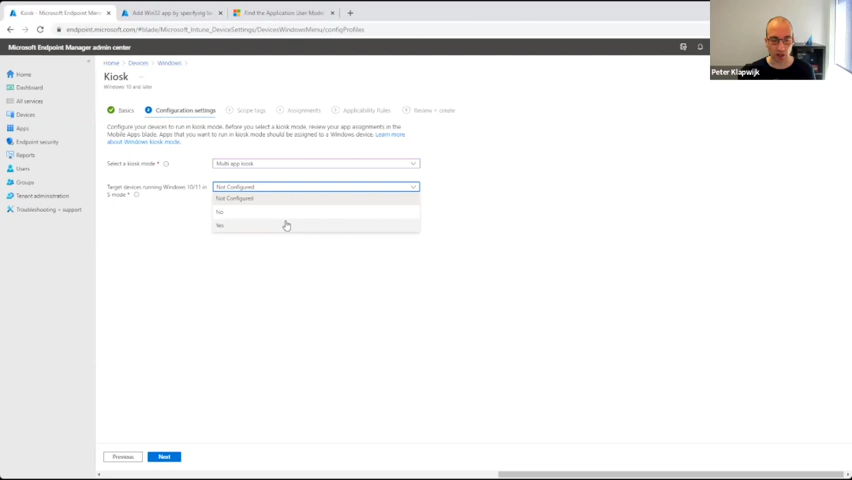 Kiosk - Microsoft Endpoint Mana
Add Win32 app by specifying
Find the Application User Model
endpoint.microsoft.com/#blade/Microsoft_Intune_DeviceSettings/DevicesWindowsMenu/configProfiles
Microsoft Endpoint Manager admin center
Home > Devices > Windows >
Kiosk ...
Windows 10 and later
Home
Dashboard
All services
Devices
Apps
Endpoint security
Reports
Users
Groups
Tenant administration
Troubleshooting + support
Basics
2 Configuration settings
3 Scope tags
4 Assignments
5 Applicability Rules
6 Review + create
Configure your devices to run in kiosk mode. Before you select a kiosk mode, review your app assignments in the
Mobile Apps blade. Apps that you want to run in kiosk mode should be assigned to a Windows device. Learn more
about Windows kiosk mode.
Select a kiosk mode *
Multi app kiosk
Target devices running Windows 10/11 in
S mode *
Not Configured
Not Configured
No
Yes
Previous
Next
Peter Klapwijk